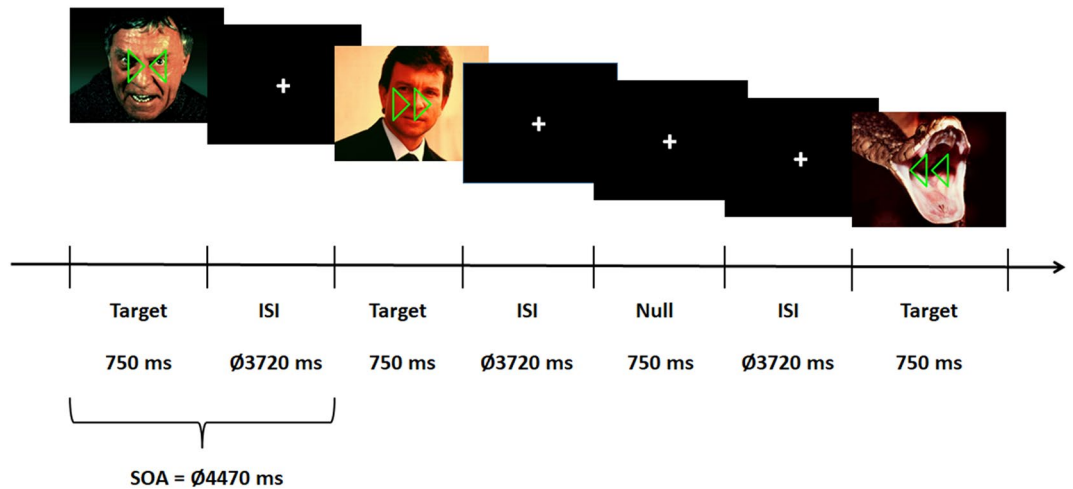 Target ISI Target ISI Null ISI Target
750 ms Ø3720 ms 750 ms Ø3720 ms 750 ms Ø3720 ms 750 ms
SOA = Ø4470 ms